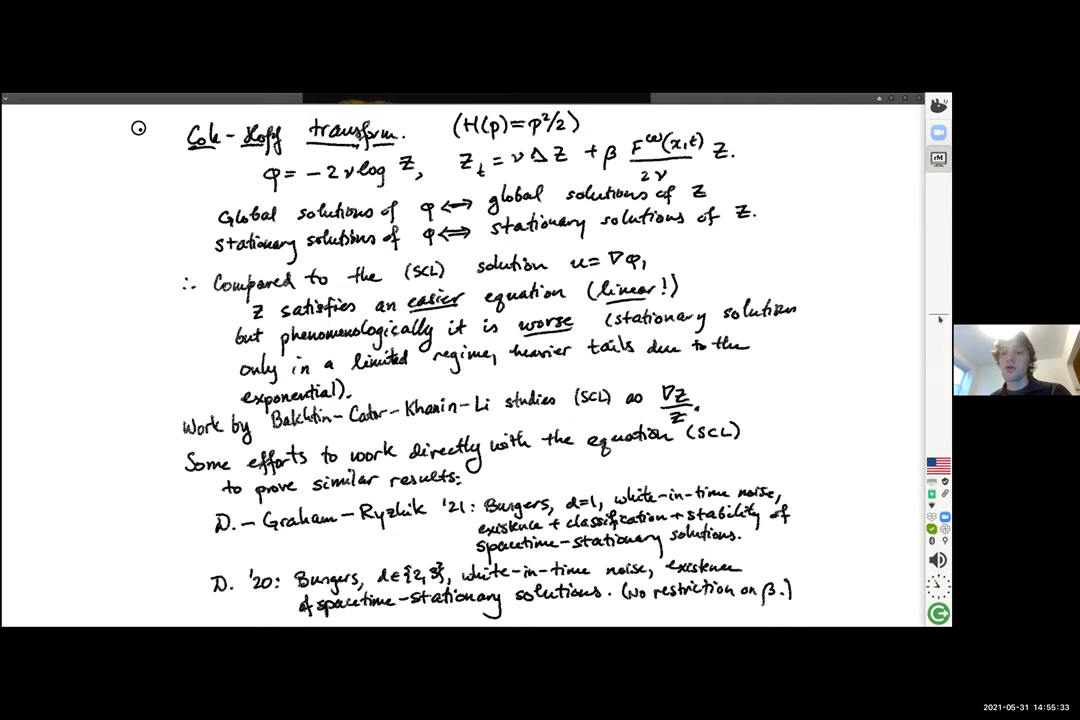 Cole-Hopf transform. (H(p)=p²/2)
φ = -2ν log Z, Z_t = νΔZ + β F^ω(x,t)/2ν Z.
Global solutions of φ ⟷ global solutions of Z
stationary solutions of φ ⟺ stationary solutions of Z.
∴ Compared to the (SCL) solution u = ∇φ,
Z satisfies an easier equation (linear!)
but phenomenologically it is worse (stationary solutions
only in a limited regime, heavier tails due to the
exponential).
Work by Bakhtin-Cator-Khanin-Li studies (SCL) as ∇Z/Z.
Some efforts to work directly with the equation (SCL)
to prove similar results:
D.-Graham-Ryzhik '21: Burgers, d=1, white-in-time noise,
existence + classification + stability of
spacetime-stationary solutions.
D. '20: Burgers, d∈{2,3}, white-in-time noise, existence
of spacetime-stationary solutions. (No restriction on β.)
rM
2021-05-31 14:55:33